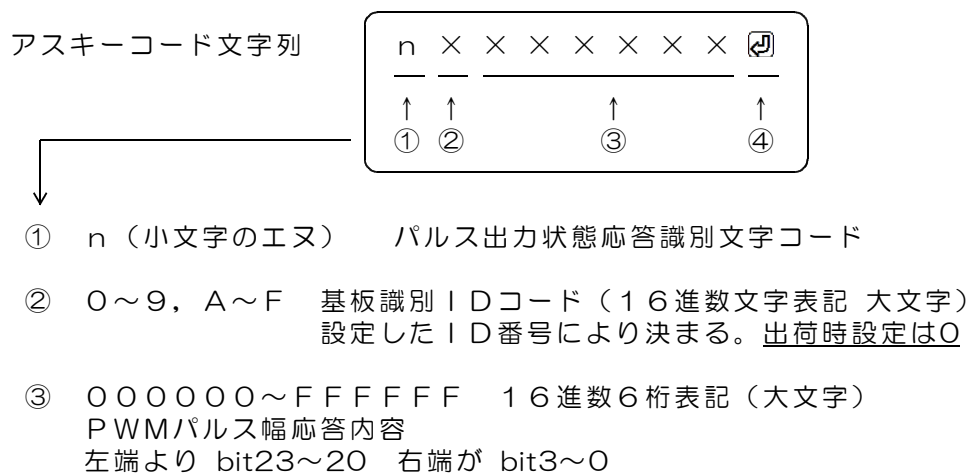 アスキーコード文字列 n × × × × × × × ⏎
↑ ↑ ↑ ↑
① ② ③ ④
① n(小文字のエヌ) パルス出力状態応答識別文字コード
② 0~9,A~F 基板識別IDコード(16進数文字表記 大文字)
設定したID番号により決まる。出荷時設定は0
③ 000000~FFFFFF 16進数6桁表記(大文字)
PWMパルス幅応答内容
左端より bit23~20 右端が bit3~0